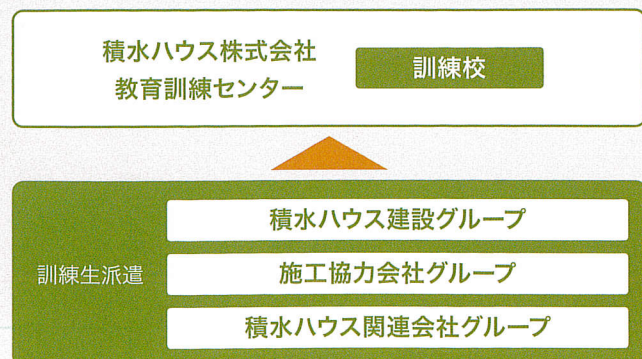 積水ハウス株式会社
教育訓練センター
訓練校
訓練生派遣
積水ハウス建設グループ
施工協力会社グループ
積水ハウス関連会社グループ